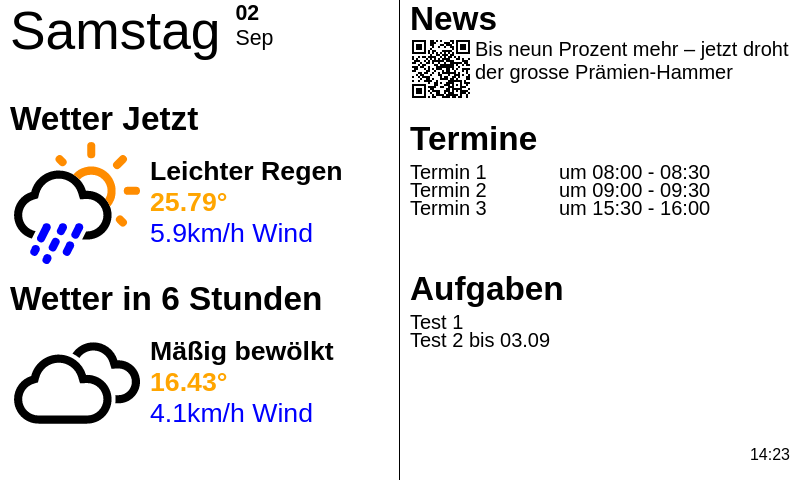 Samstag
02
Sep
Wetter Jetzt
Leichter Regen
25.79°
5.9km/h Wind
Wetter in 6 Stunden
Mäßig bewölkt
16.43°
4.1km/h Wind
News
Bis neun Prozent mehr – jetzt droht
der grosse Prämien-Hammer
Termine
Termin 1 um 08:00 - 08:30
Termin 2 um 09:00 - 09:30
Termin 3 um 15:30 - 16:00
Aufgaben
Test 1
Test 2 bis 03.09
14:23